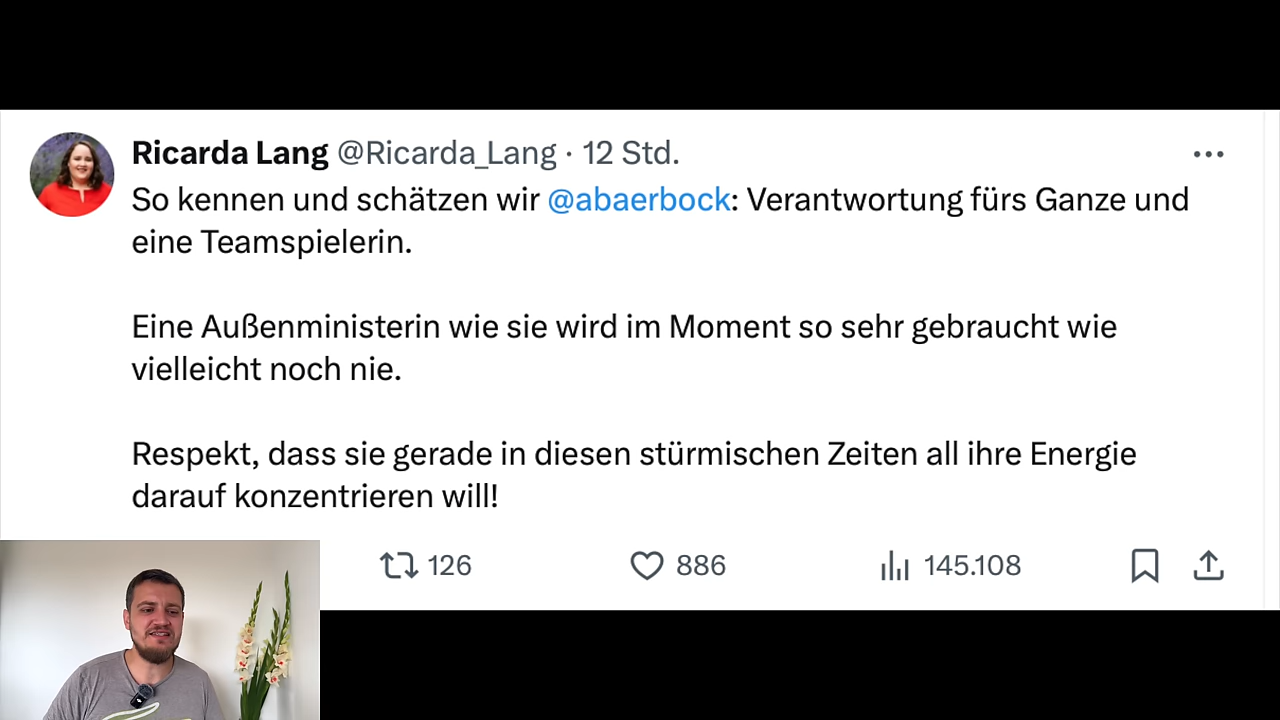 Ricarda Lang @Ricarda_Lang · 12 Std.
So kennen und schätzen wir @abaerbock: Verantwortung fürs Ganze und
eine Teamspielerin.
Eine Außenministerin wie sie wird im Moment so sehr gebraucht wie
vielleicht noch nie.
Respekt, dass sie gerade in diesen stürmischen Zeiten all ihre Energie
darauf konzentrieren will!
126 886 145.108